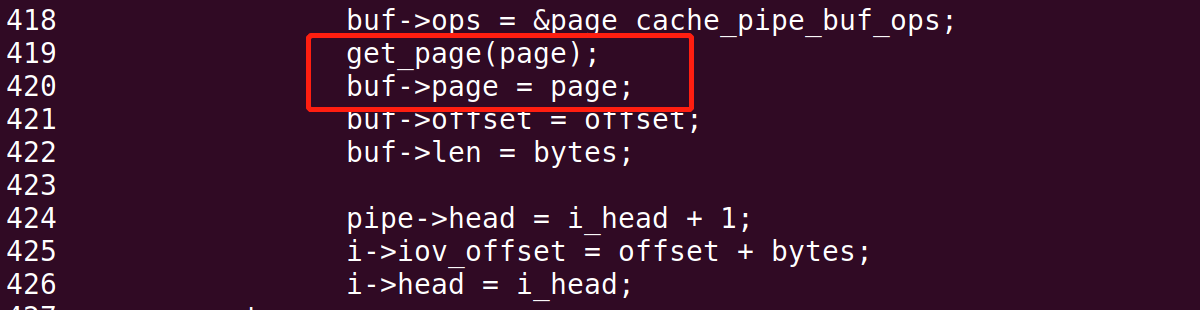 418 buf->ops = &page_cache_pipe_buf_ops;
419 get_page(page);
420 buf->page = page;
421 buf->offset = offset;
422 buf->len = bytes;
423
424 pipe->head = i_head + 1;
425 i->iov_offset = offset + bytes;
426 i->head = i_head;